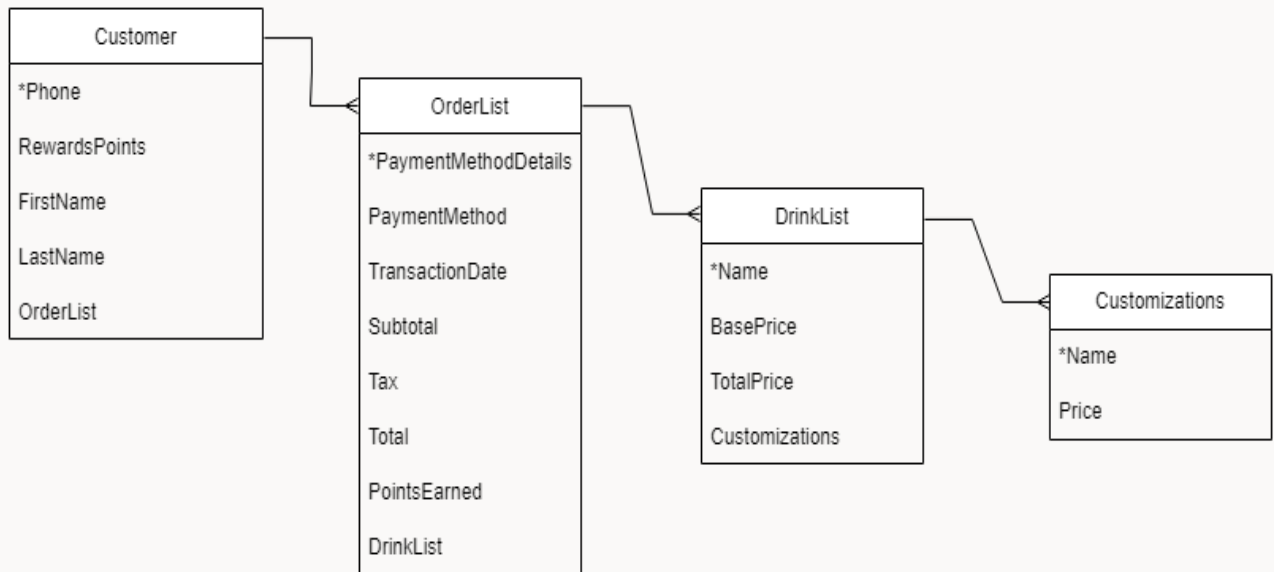 Customer
*Phone
RewardsPoints
FirstName
LastName
OrderList
OrderList
*PaymentMethodDetails
PaymentMethod
TransactionDate
Subtotal
Tax
Total
PointsEarned
DrinkList
DrinkList
*Name
BasePrice
TotalPrice
Customizations
Customizations
*Name
Price